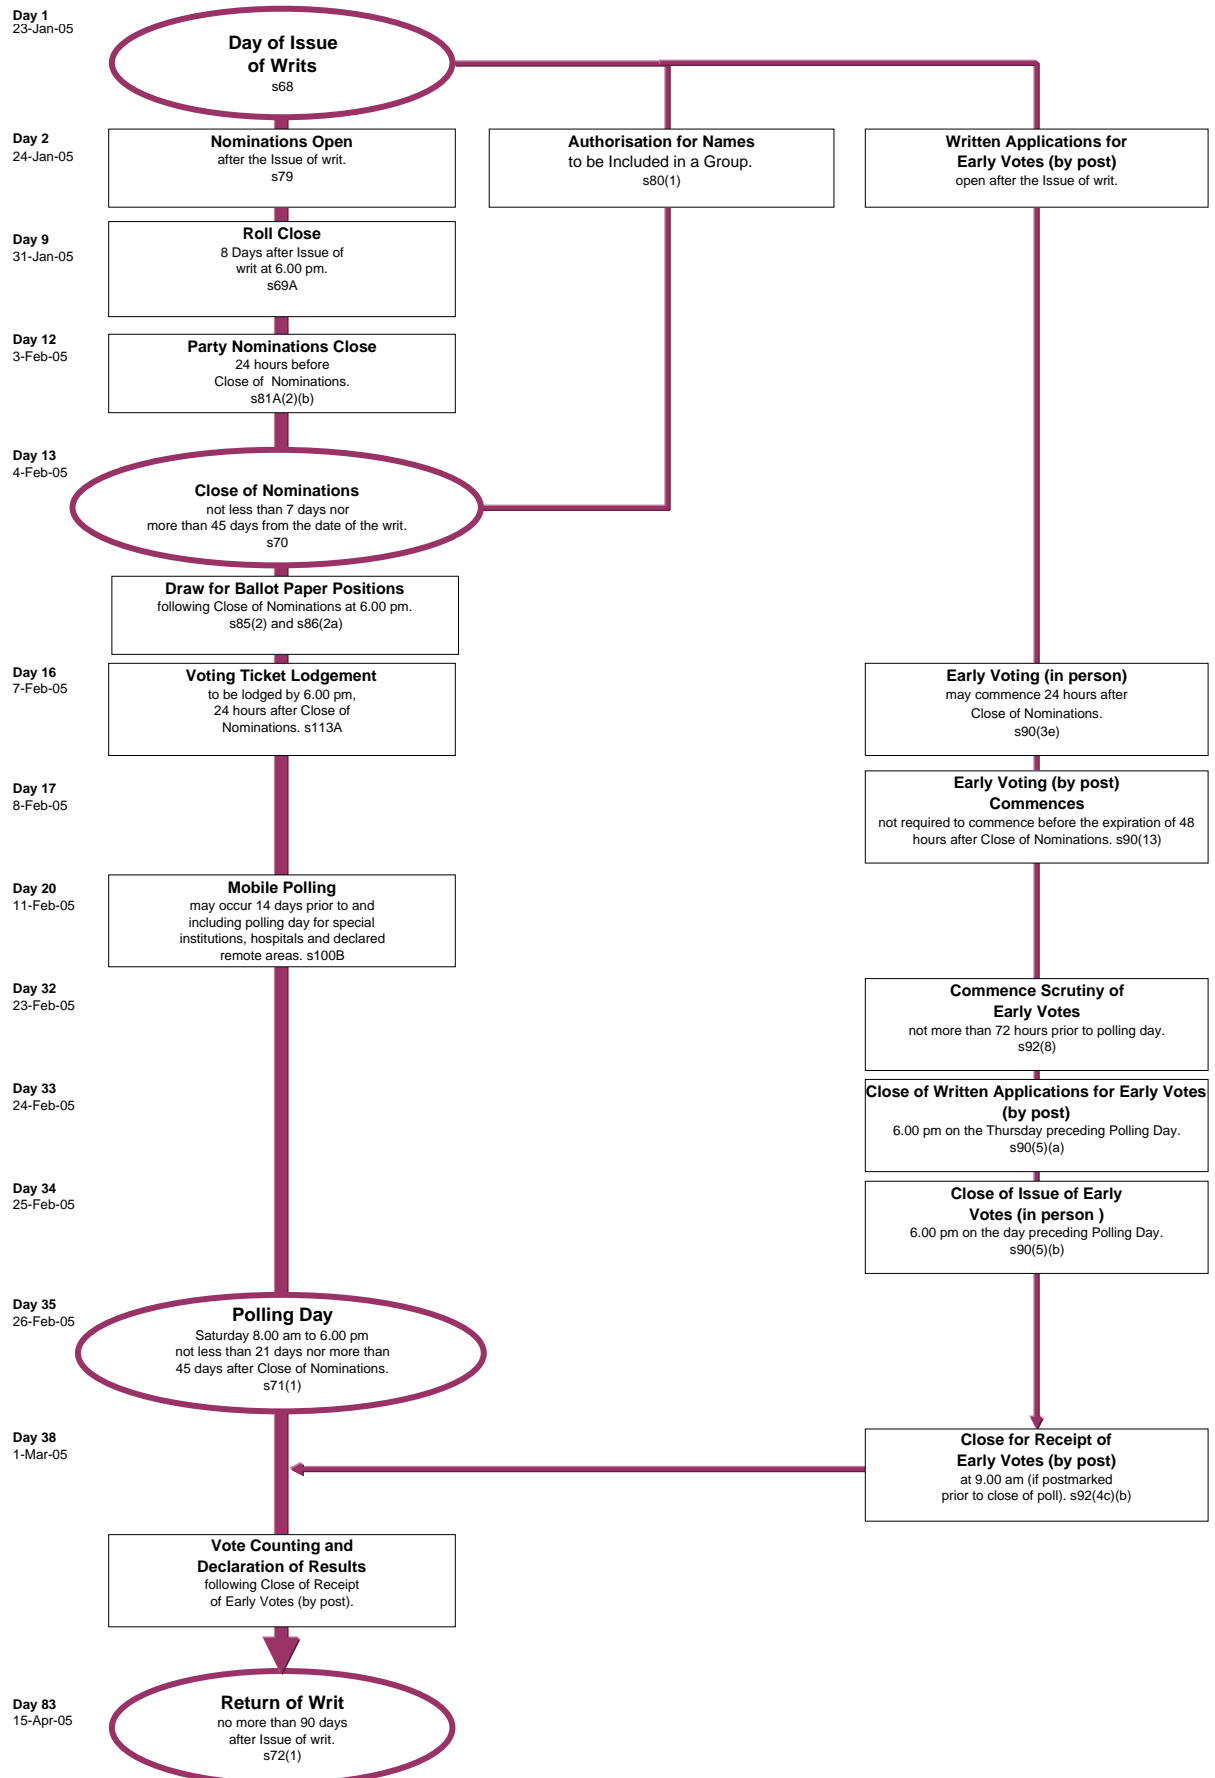 Day 1
23-Jan-05
Day of Issue
of Writs
s68
Day 2
24-Jan-05
Nominations Open
after the Issue of writ.
s79
Authorisation for Names
to be Included in a Group.
s80(1)
Written Applications for
Early Votes (by post)
open after the Issue of writ.
Day 9
31-Jan-05
Roll Close
8 Days after Issue of
writ at 6.00 pm.
s69A
Day 12
3-Feb-05
Party Nominations Close
24 hours before
Close of Nominations.
s81A(2)(b)
Day 13
4-Feb-05
Close of Nominations
not less than 7 days nor
more than 45 days from the date of the writ.
s70
Draw for Ballot Paper Positions
following Close of Nominations at 6.00 pm.
s85(2) and s86(2a)
Day 16
7-Feb-05
Voting Ticket Lodgement
to be lodged by 6.00 pm,
24 hours after Close of
Nominations. s113A
Early Voting (in person)
may commence 24 hours after
Close of Nominations.
s90(3e)
Day 17
8-Feb-05
Early Voting (by post)
Commences
not required to commence before the expiration of 48
hours after Close of Nominations. s90(13)
Day 20
11-Feb-05
Mobile Polling
may occur 14 days prior to and
including polling day for special
institutions, hospitals and declared
remote areas. s100B
Day 32
23-Feb-05
Commence Scrutiny of
Early Votes
not more than 72 hours prior to polling day.
s92(8)
Day 33
24-Feb-05
Close of Written Applications for Early Votes
(by post)
6.00 pm on the Thursday preceding Polling Day.
s90(5)(a)
Day 34
25-Feb-05
Close of Issue of Early
Votes (in person )
6.00 pm on the day preceding Polling Day.
s90(5)(b)
Day 35
26-Feb-05
Polling Day
Saturday 8.00 am to 6.00 pm
not less than 21 days nor more than
45 days after Close of Nominations.
s71(1)
Day 38
1-Mar-05
Close for Receipt of
Early Votes (by post)
at 9.00 am (if postmarked
prior to close of poll). s92(4c)(b)
Vote Counting and
Declaration of Results
following Close of Receipt
of Early Votes (by post).
Day 83
15-Apr-05
Return of Writ
no more than 90 days
after Issue of writ.
s72(1)